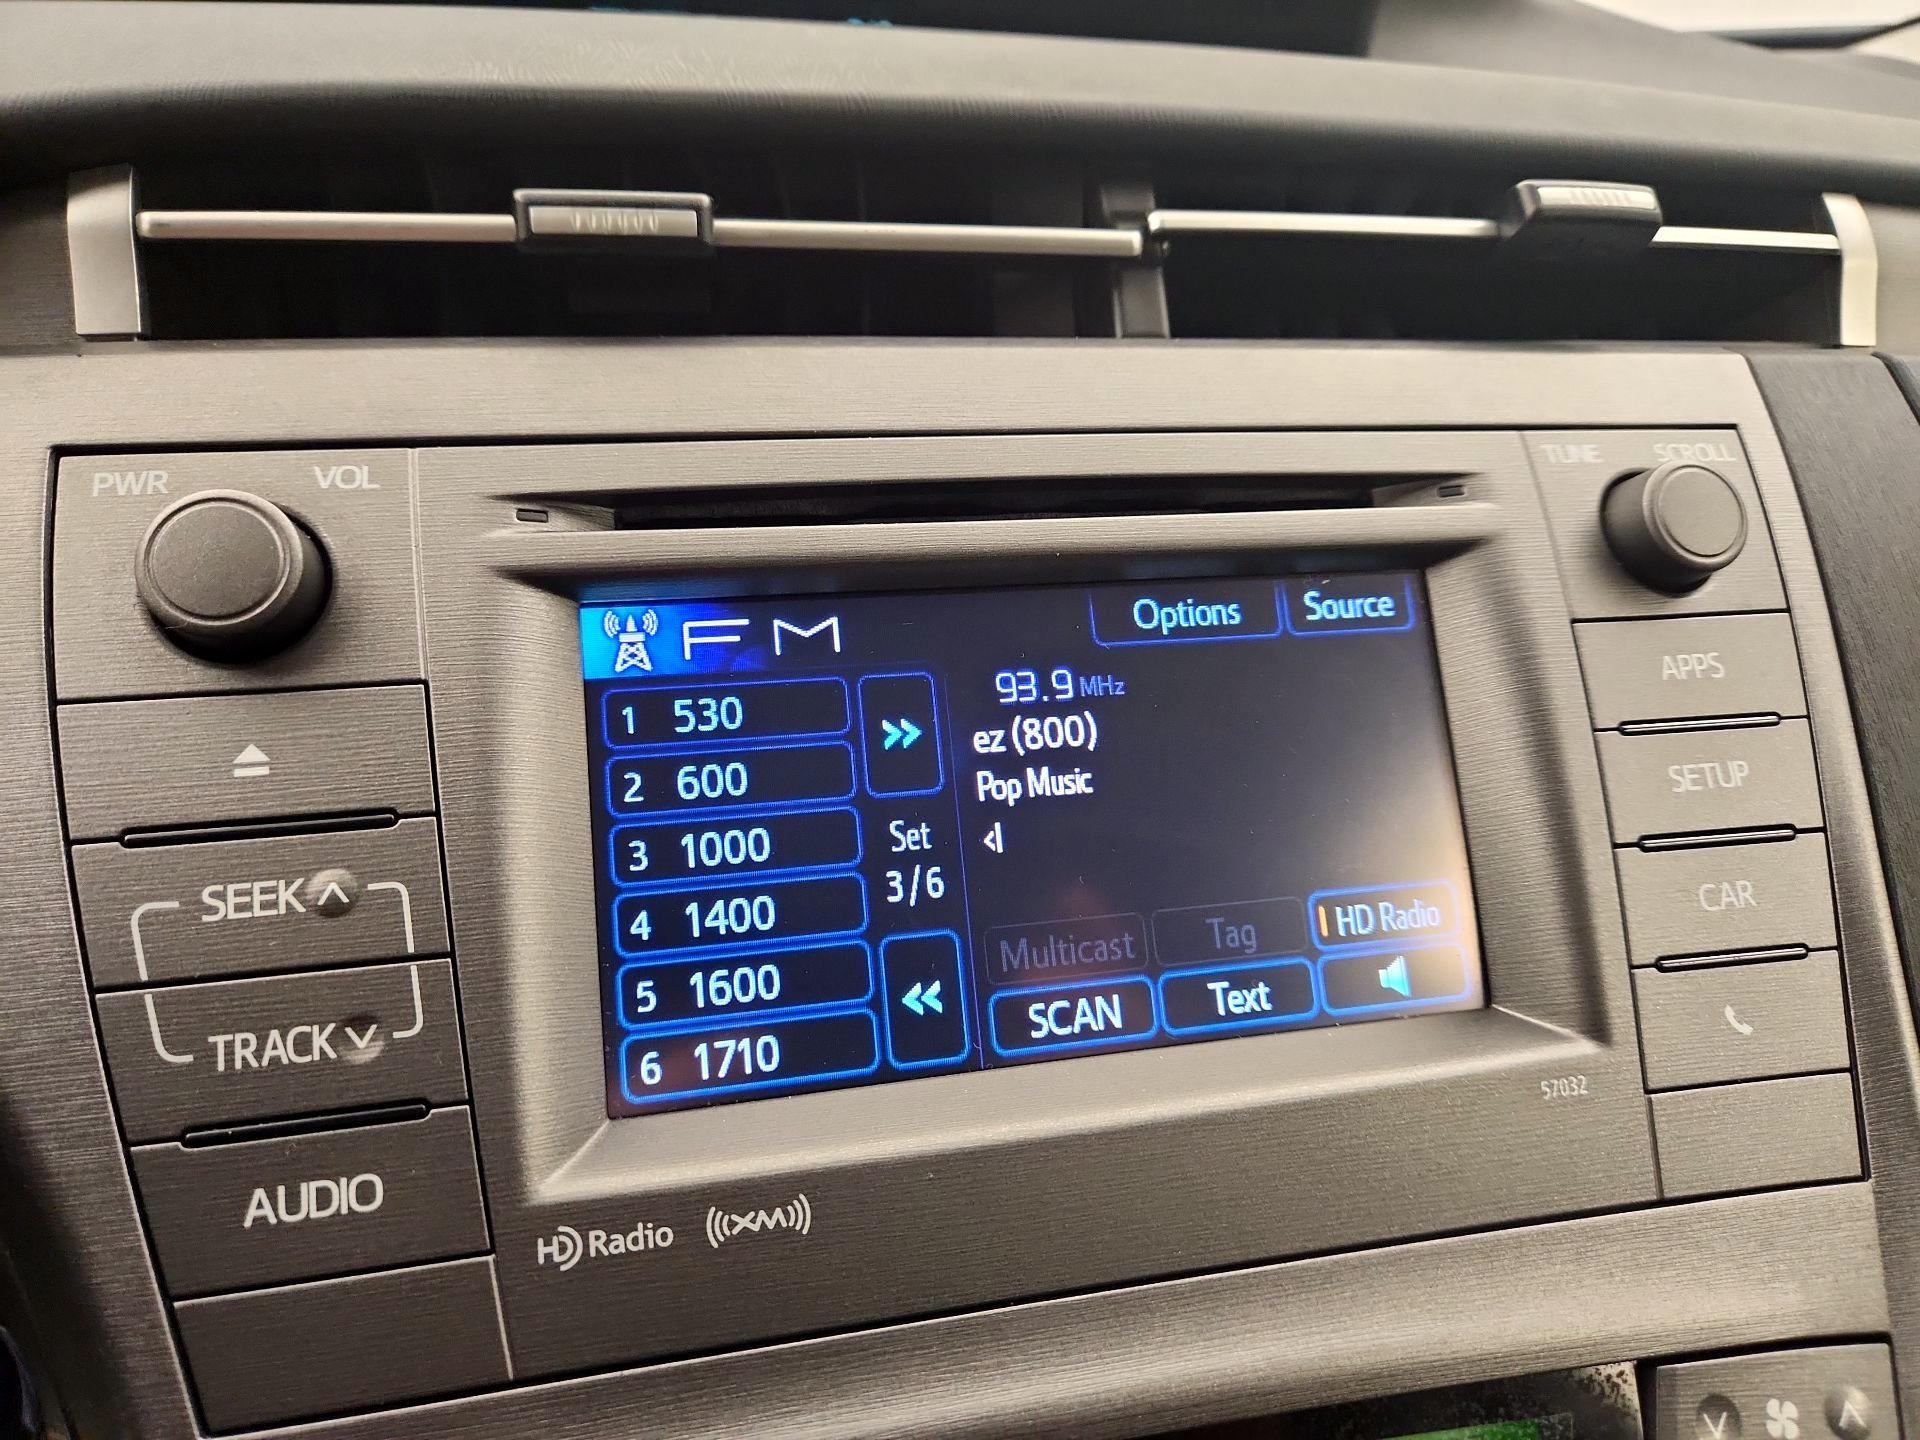 PWR VOL
TUNE SCROLL
FM
Options
Source
1 530
2 600
3 1000
4 1400
5 1600
6 1710
Set
3/6
93.9 MHz
ez (800)
Pop Music
Multicast
Tag
HD Radio
SCAN
Text
SEEK
TRACK
AUDIO
APPS
SETUP
CAR
57032
HD Radio
((XM))